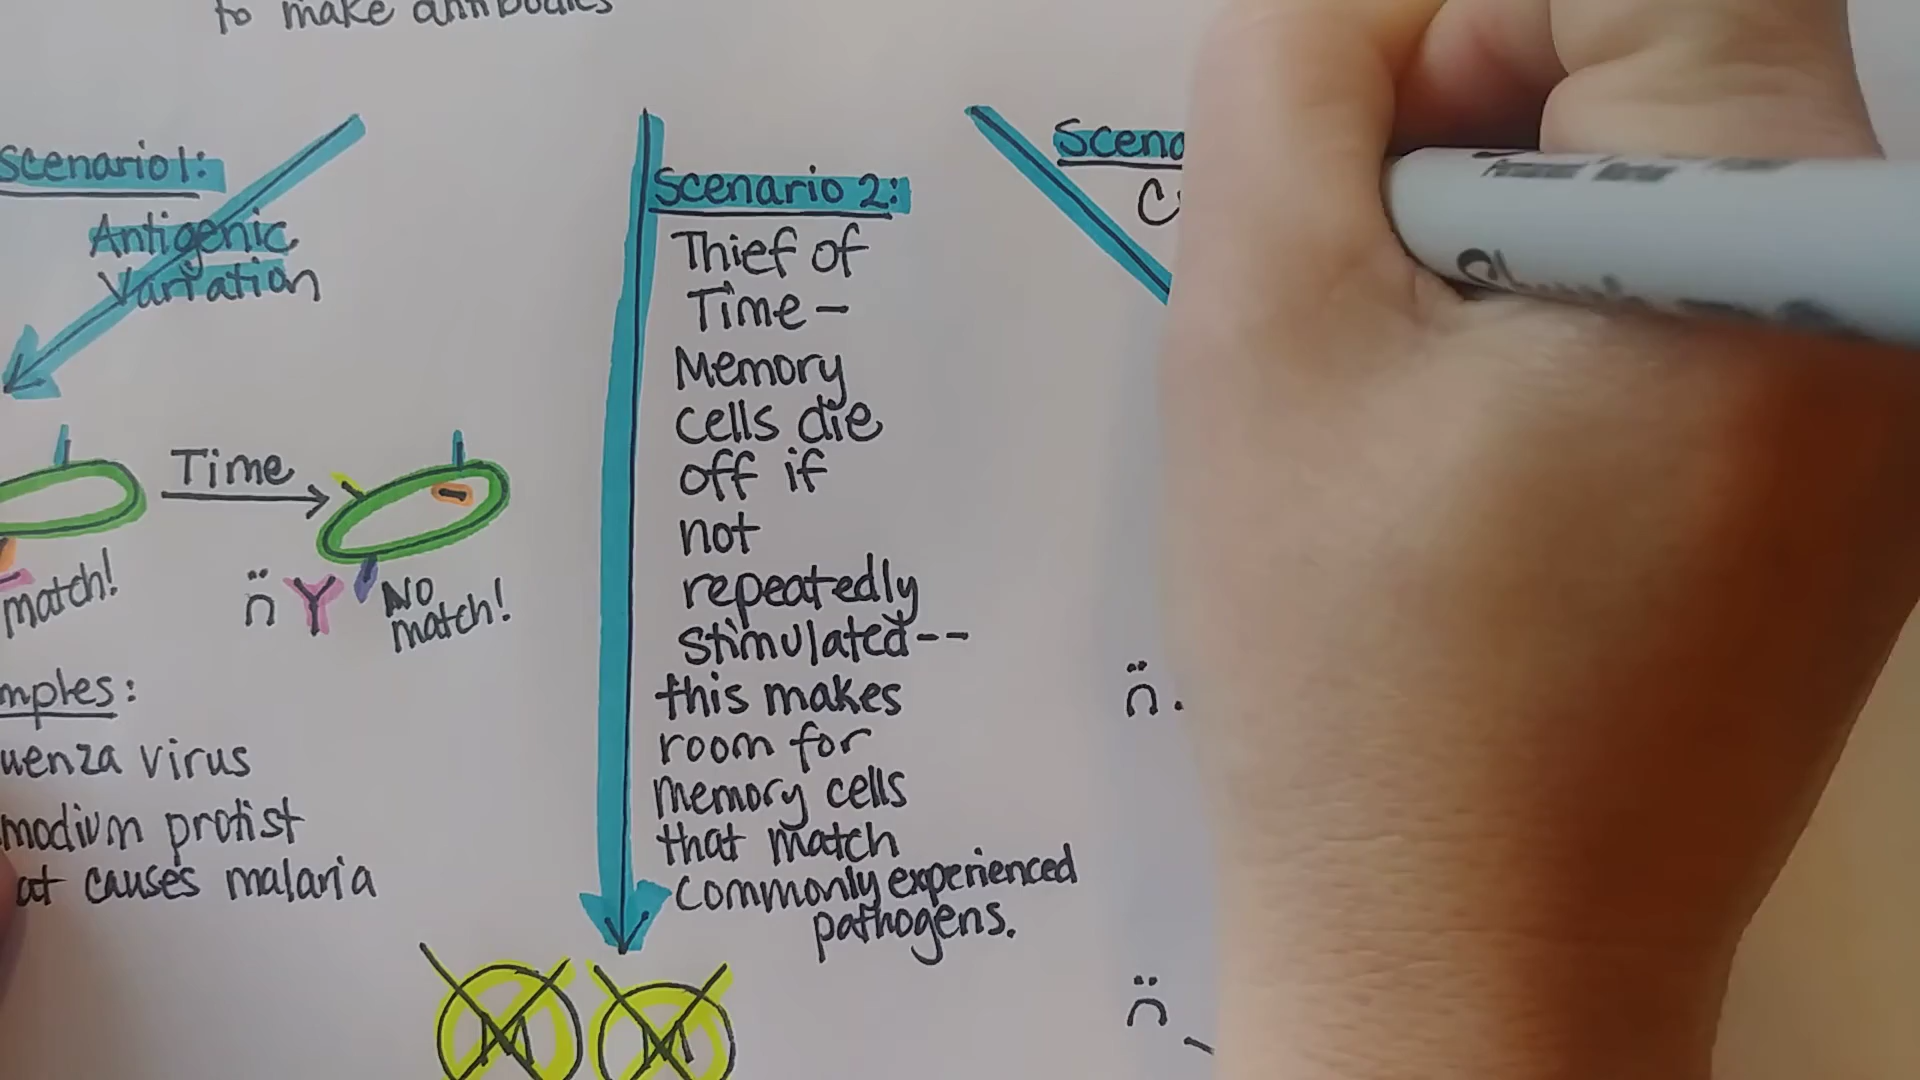 to make antibodies
Scenario 1:
Antigenic
Variation
Time
match!
NO
match!
uenza virus
modium protist
at causes malaria
Scenario 2:
Thief of
Time -
Memory
cells die
off if
not
repeatedly
stimulated--
this makes
room for
memory cells
that match
commonly experienced
pathogens.
M M
Scena
C